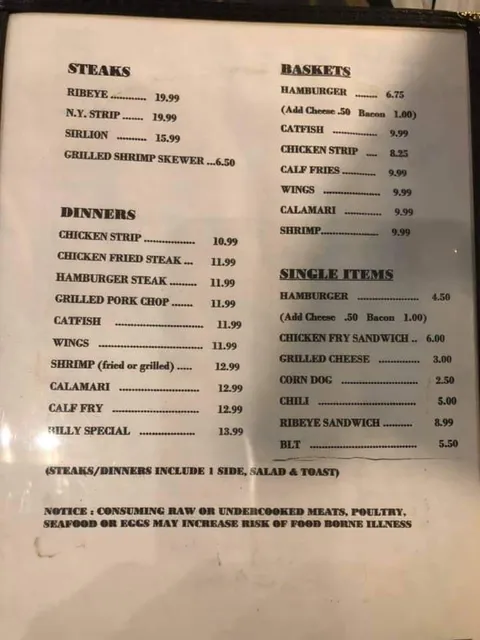 STEAKS
RIBEYE ............ 19.99
N.Y. STRIP ....... 19.99
SIRLION .......... 15.99
GRILLED SHRIMP SKEWER ...6.50
DINNERS
CHICKEN STRIP ................. 10.99
CHICKEN FRIED STEAK ... 11.99
HAMBURGER STEAK ........ 11.99
GRILLED PORK CHOP ....... 11.99
CATFISH ............................. 11.99
WINGS .................................. 11.99
SHRIMP (fried or grilled) ..... 12.99
CALAMARI .......................... 12.99
CALF FRY ............................ 12.99
BILLY SPECIAL .................. 13.99
BASKETS
HAMBURGER ....... 6.75
(Add Cheese .50 Bacon 1.00)
CATFISH ................. 9.99
CHICKEN STRIP .... 8.25
CALF FRIES ........... 9.99
WINGS .................... 9.99
CALAMARI ............ 9.99
SHRIMP................... 9.99
SINGLE ITEMS
HAMBURGER .................... 4.50
(Add Cheese .50 Bacon 1.00)
CHICKEN FRY SANDWICH .. 6.00
GRILLED CHEESE .............. 3.00
CORN DOG ......................... 2.50
CHILI ................................ 5.00
RIBEYE SANDWICH .......... 8.99
BLT .................................. 5.50
(STEAKS/DINNERS INCLUDE 1 SIDE, SALAD & TOAST)
NOTICE : CONSUMING RAW OR UNDERCOOKED MEATS, POULTRY,
SEAFOOD OR EGGS MAY INCREASE RISK OF FOOD BORNE ILLNESS